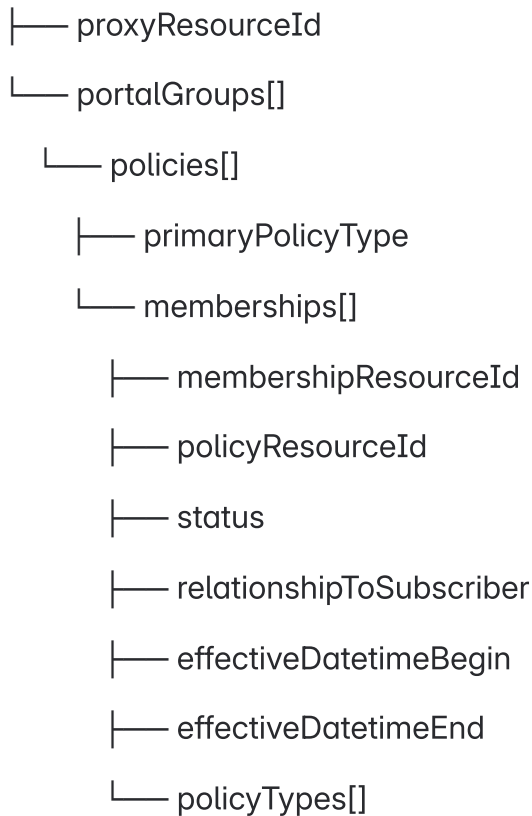 ├── proxyResourceId
└── portalGroups[]
    └── policies[]
        ├── primaryPolicyType
        └── memberships[]
            ├── membershipResourceId
            ├── policyResourceId
            ├── status
            ├── relationshipToSubscriber
            ├── effectiveDatetimeBegin
            ├── effectiveDatetimeEnd
            └── policyTypes[]